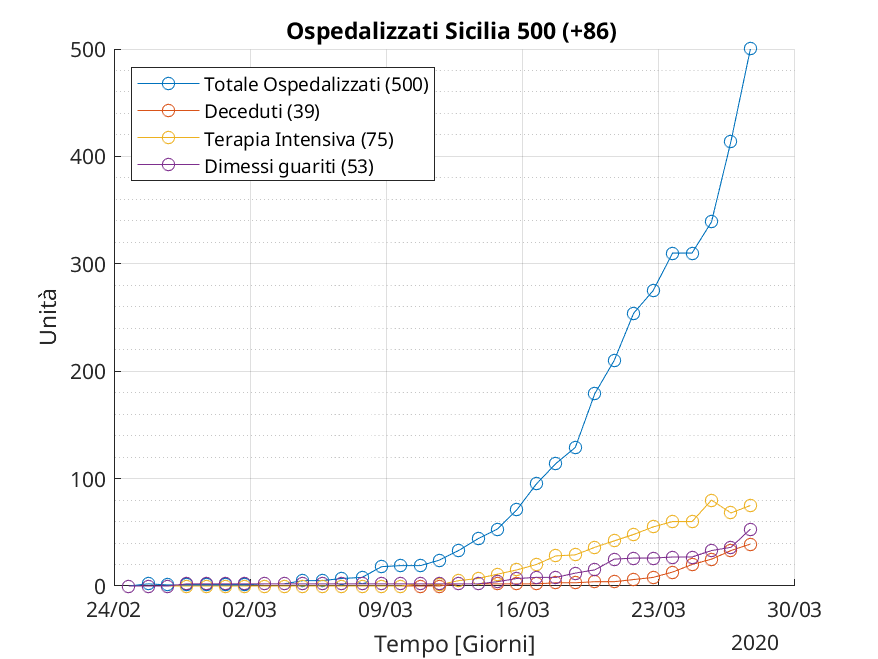 Ospedalizzati Sicilia 500 (+86)
Totale Ospedalizzati (500)
Deceduti (39)
Terapia Intensiva (75)
Dimessi guariti (53)
500
400
300
200
100
0
Unità
24/02 02/03 09/03 16/03 23/03 30/03
Tempo [Giorni]
2020